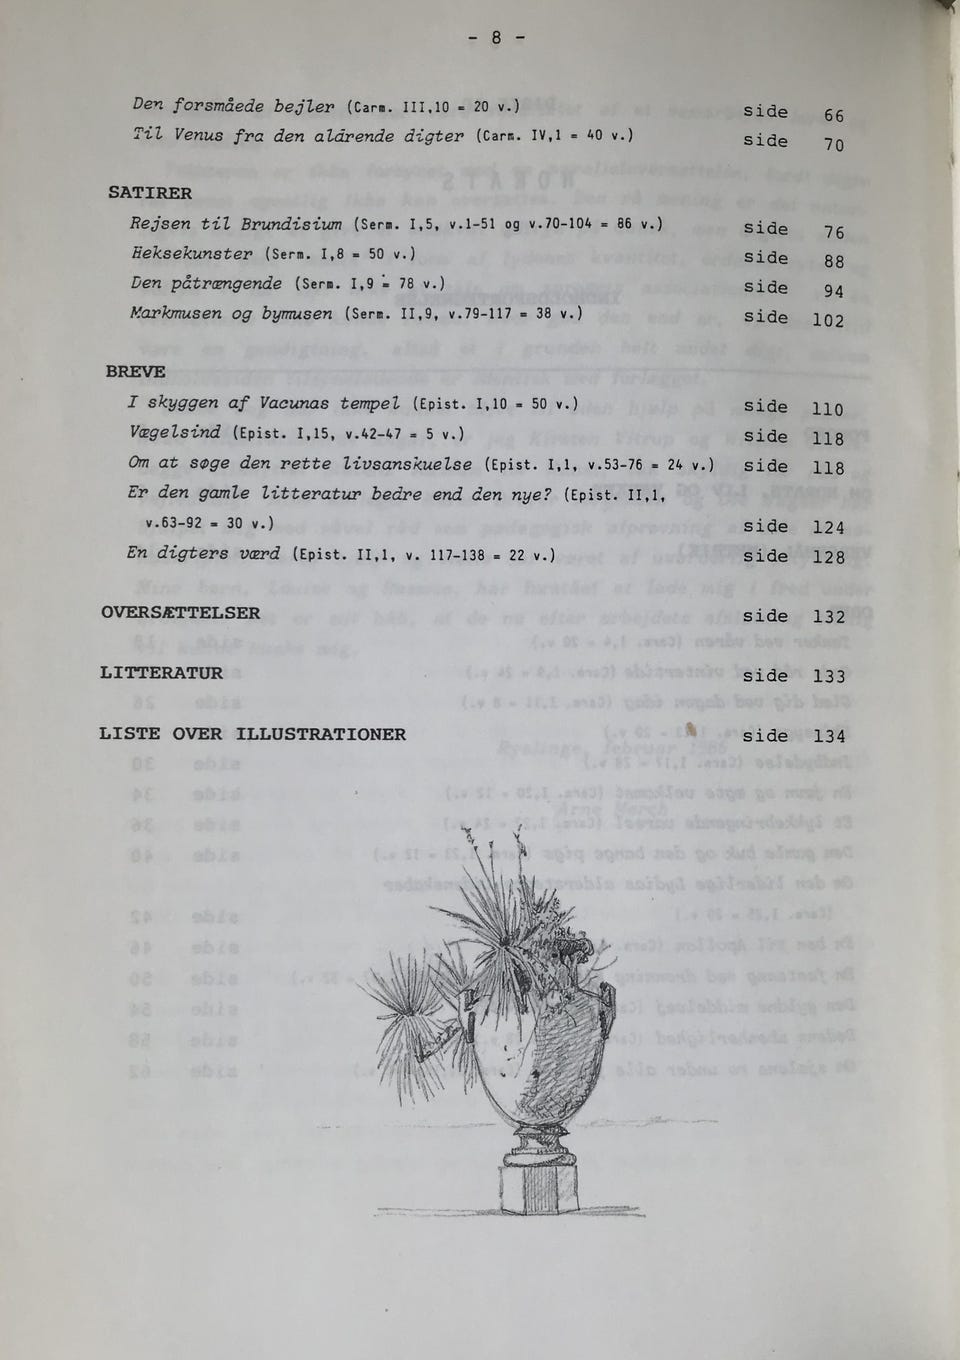 - 8 -
Den forsmåede bejler (Carm. III,10 = 20 v.) side 66
Til Venus fra den aldrende digter (Carm. IV,1 = 40 v.) side 70
SATIRER
Rejsen til Brundisium (Serm. I,5, v.1-51 og v.70-104 = 86 v.) side 76
Heksekunster (Serm. I,8 = 50 v.) side 88
Den påtrængende (Serm. I,9 = 78 v.) side 94
Markmusen og bymusen (Serm. II,9, v.79-117 = 38 v.) side 102
BREVE
I skyggen af Vacunas tempel (Epist. I,10 = 50 v.) side 110
Vægelsind (Epist. I,15, v.42-47 = 5 v.) side 118
Om at søge den rette livsanskuelse (Epist. I,1, v.53-76 = 24 v.) side 118
Er den gamle litteratur bedre end den nye? (Epist. II,1,
v.63-92 = 30 v.) side 124
En digters værd (Epist. II,1, v. 117-138 = 22 v.) side 128
OVERSÆTTELSER side 132
LITTERATUR side 133
LISTE OVER ILLUSTRATIONER side 134